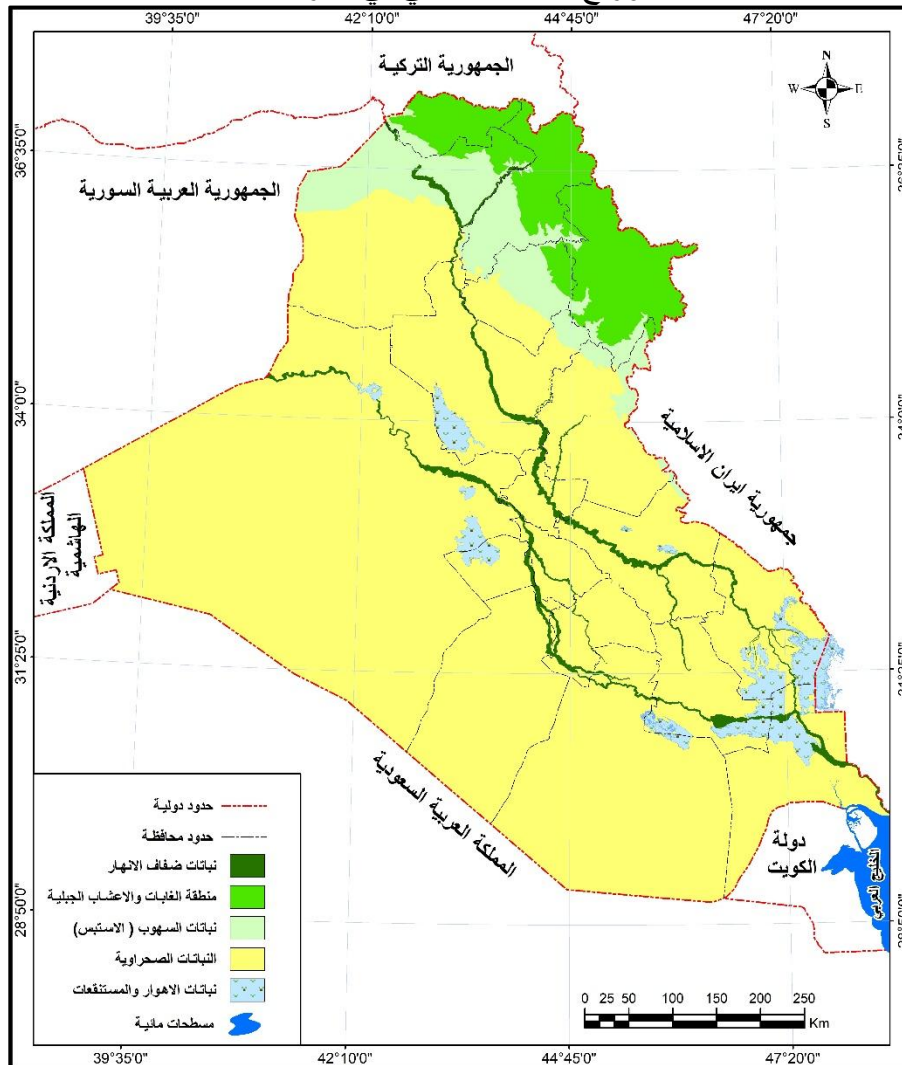 39°35'0"E
42°10'0"
44°45'0"
47°20'0"
الجمهورية التركية
N
W
E
S
36°35'0"
الجمهورية العربية السورية
34°0'0"
جمهورية ايران الاسلامية
المملكة الاردنية
الهاشمية
31°25'0"
المملكة العربية السعودية
دولة
الكويت
الخليج العربي
28°50'0"
حدود دولية
حدود محافظة
نباتات ضفاف الانهار
منطقة الغابات والاعشاب الجبلية
نباتات السهوب ( الاستبس)
النباتات الصحراوية
نباتات الاهوار والمستنقعات
مسطحات مائية
0 25 50 100 150 200 250
Km
39°35'0"
42°10'0"
44°45'0"
47°20'0"